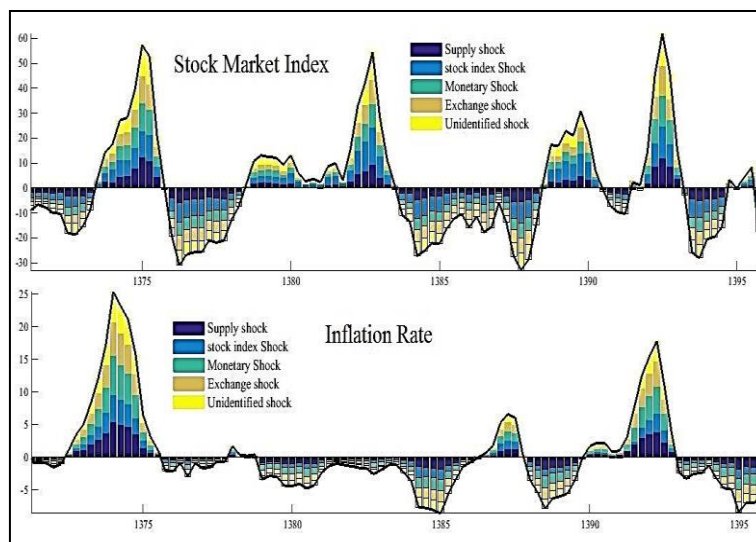 60
50
40
30
20
10
0
-10
-20
-30
Stock Market Index
Supply shock
stock index Shock
Monetary Shock
Exchange shock
Unidentified shock
1375 1380 1385 1390 1395
25
20
15
10
5
0
-5
Supply shock
stock index Shock
Monetary Shock
Exchange shock
Unidentified shock
Inflation Rate
1375 1380 1385 1390 1395